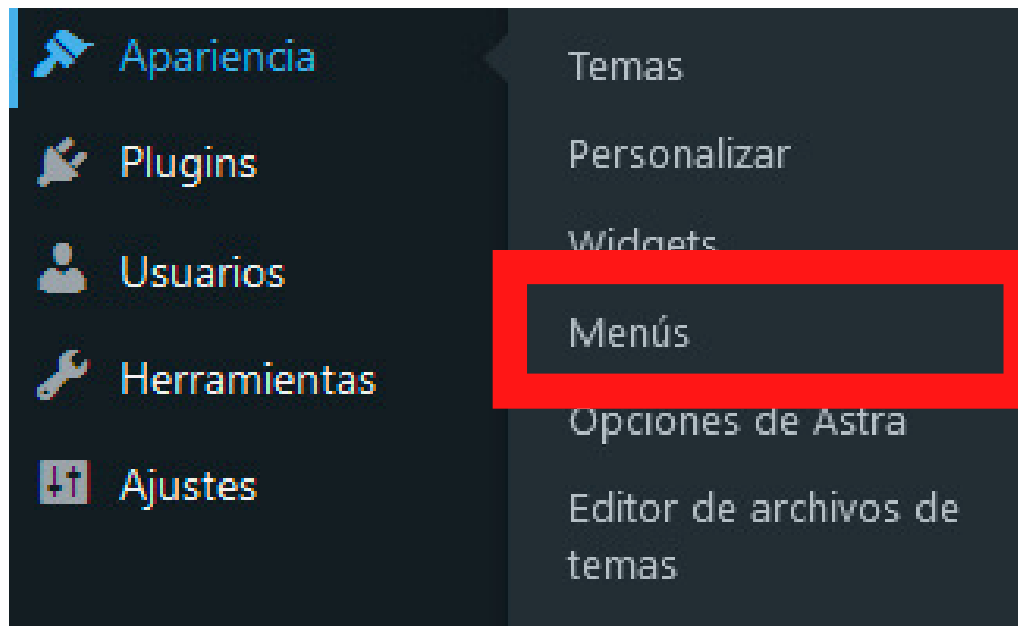 Apariencia
Plugins
Usuarios
Herramientas
Ajustes
Temas
Personalizar
Widgets
Menús
Opciones de Astra
Editor de archivos de
temas